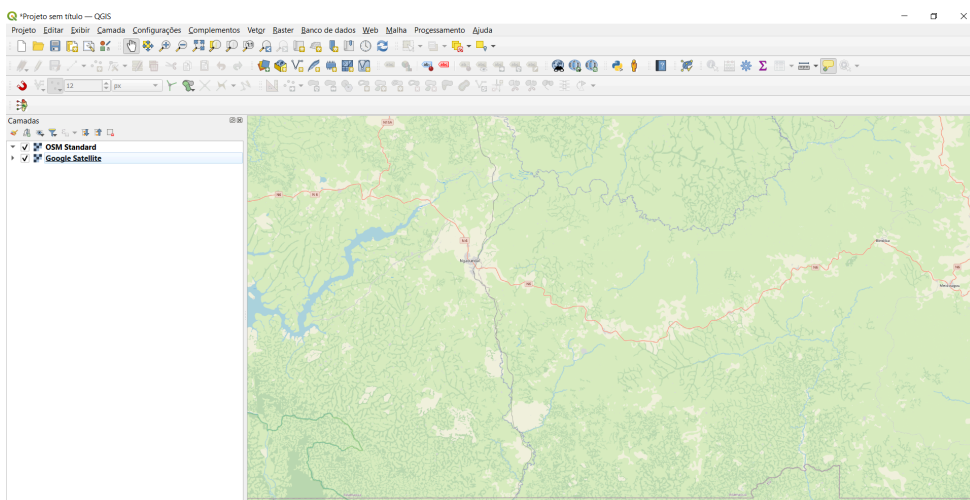 *Projeto sem título — QGIS
Projeto Editar Exibir Camada Configurações Complementos Vetor Raster Banco de dados Web Malha Processamento Ajuda
12
px
Camadas
OSM Standard
Google Satellite